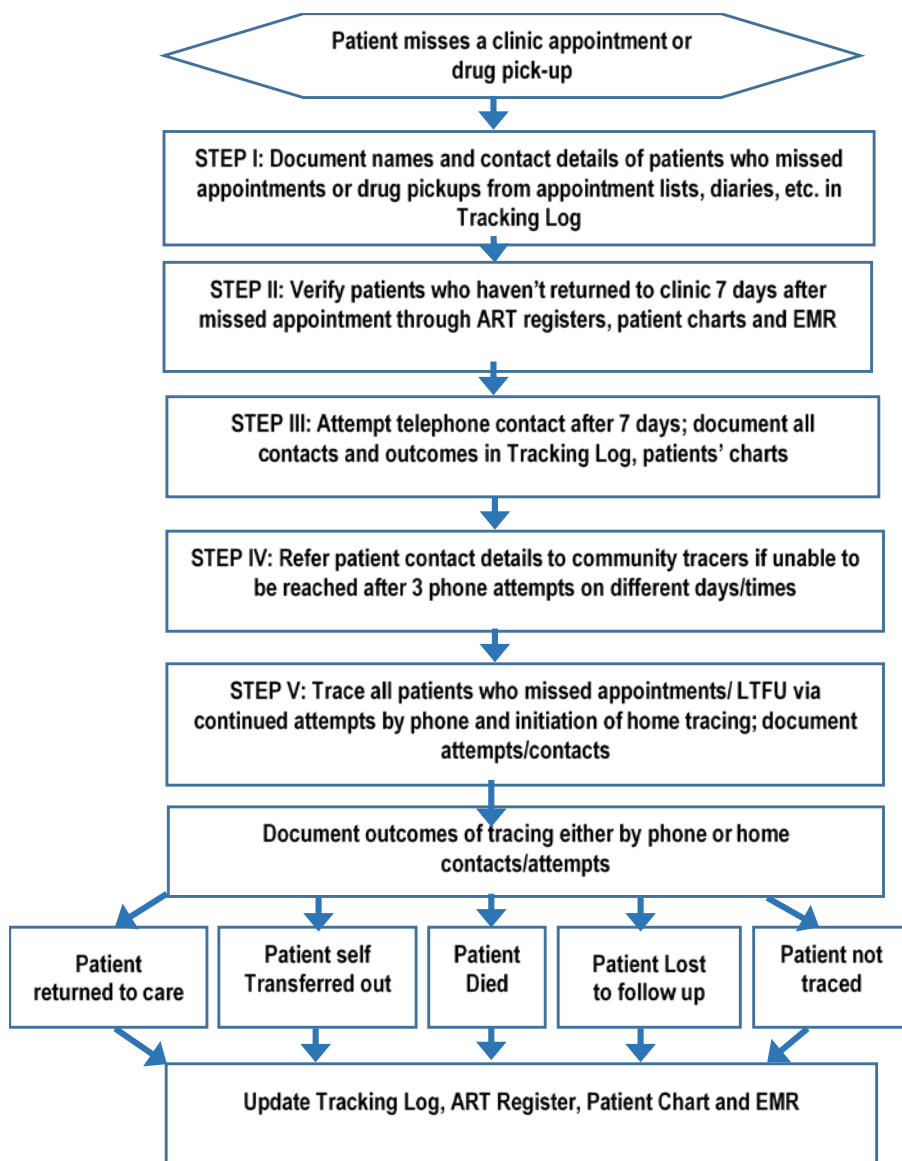 Patient misses a clinic appointment or
drug pick-up
STEP I: Document names and contact details of patients who missed
appointments or drug pickups from appointment lists, diaries, etc. in
Tracking Log
STEP II: Verify patients who haven't returned to clinic 7 days after
missed appointment through ART registers, patient charts and EMR
STEP III: Attempt telephone contact after 7 days; document all
contacts and outcomes in Tracking Log, patients' charts
STEP IV: Refer patient contact details to community tracers if unable to
be reached after 3 phone attempts on different days/times
STEP V: Trace all patients who missed appointments/ LTFU via
continued attempts by phone and initiation of home tracing; document
attempts/contacts
Document outcomes of tracing either by phone or home
contacts/attempts
Patient
returned to care
Patient self
Transferred out
Patient
Died
Patient Lost
to follow up
Patient not
traced
Update Tracking Log, ART Register, Patient Chart and EMR